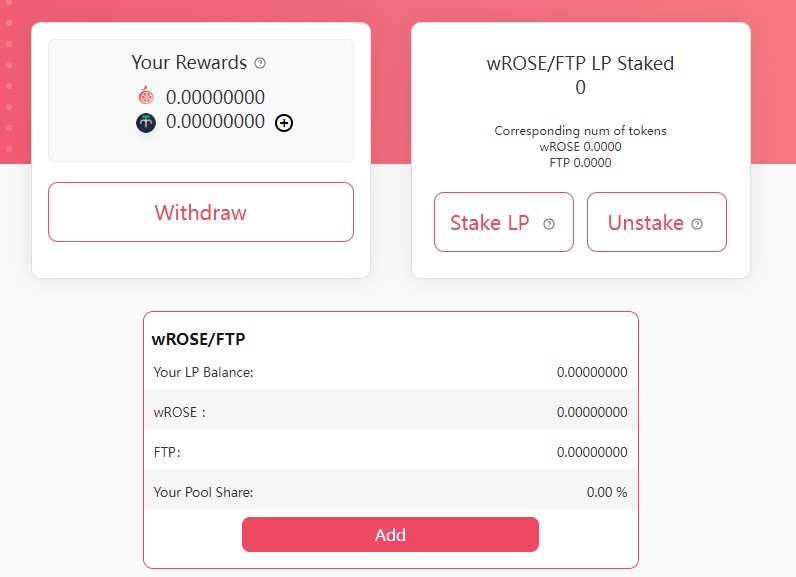 Your Rewards
0.00000000
0.00000000
Withdraw
wROSE/FTP LP Staked
0
Corresponding num of tokens
wROSE 0.0000
FTP 0.0000
Stake LP
Unstake
wROSE/FTP
Your LP Balance: 0.00000000
wROSE : 0.00000000
FTP: 0.00000000
Your Pool Share: 0.00 %
Add